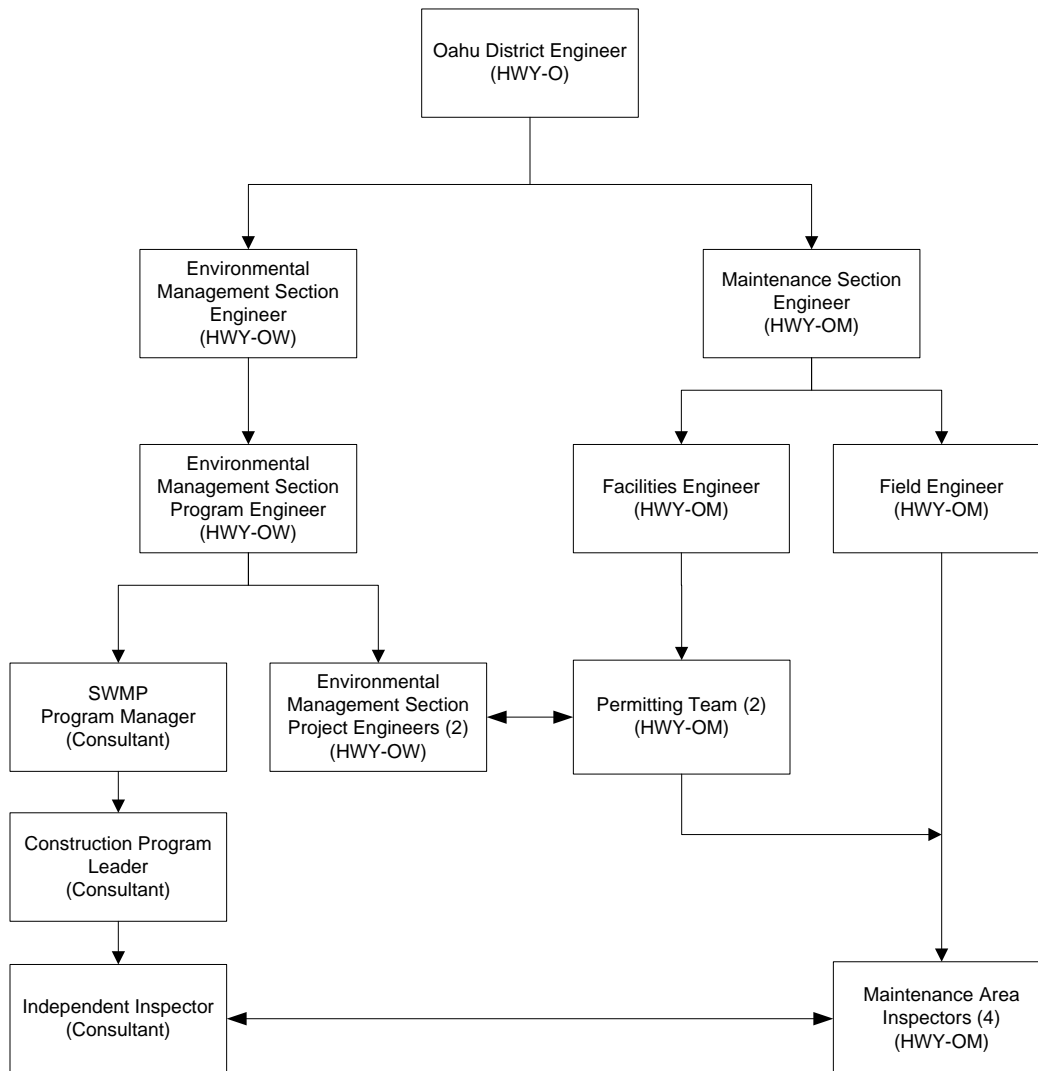 Oahu District Engineer
(HWY-O)
Environmental
Management Section
Engineer
(HWY-OW)
Maintenance Section
Engineer
(HWY-OM)
Environmental
Management Section
Program Engineer
(HWY-OW)
Facilities Engineer
(HWY-OM)
Field Engineer
(HWY-OM)
SWMP
Program Manager
(Consultant)
Environmental
Management Section
Project Engineers (2)
(HWY-OW)
Permitting Team (2)
(HWY-OM)
Construction Program
Leader
(Consultant)
Independent Inspector
(Consultant)
Maintenance Area
Inspectors (4)
(HWY-OM)